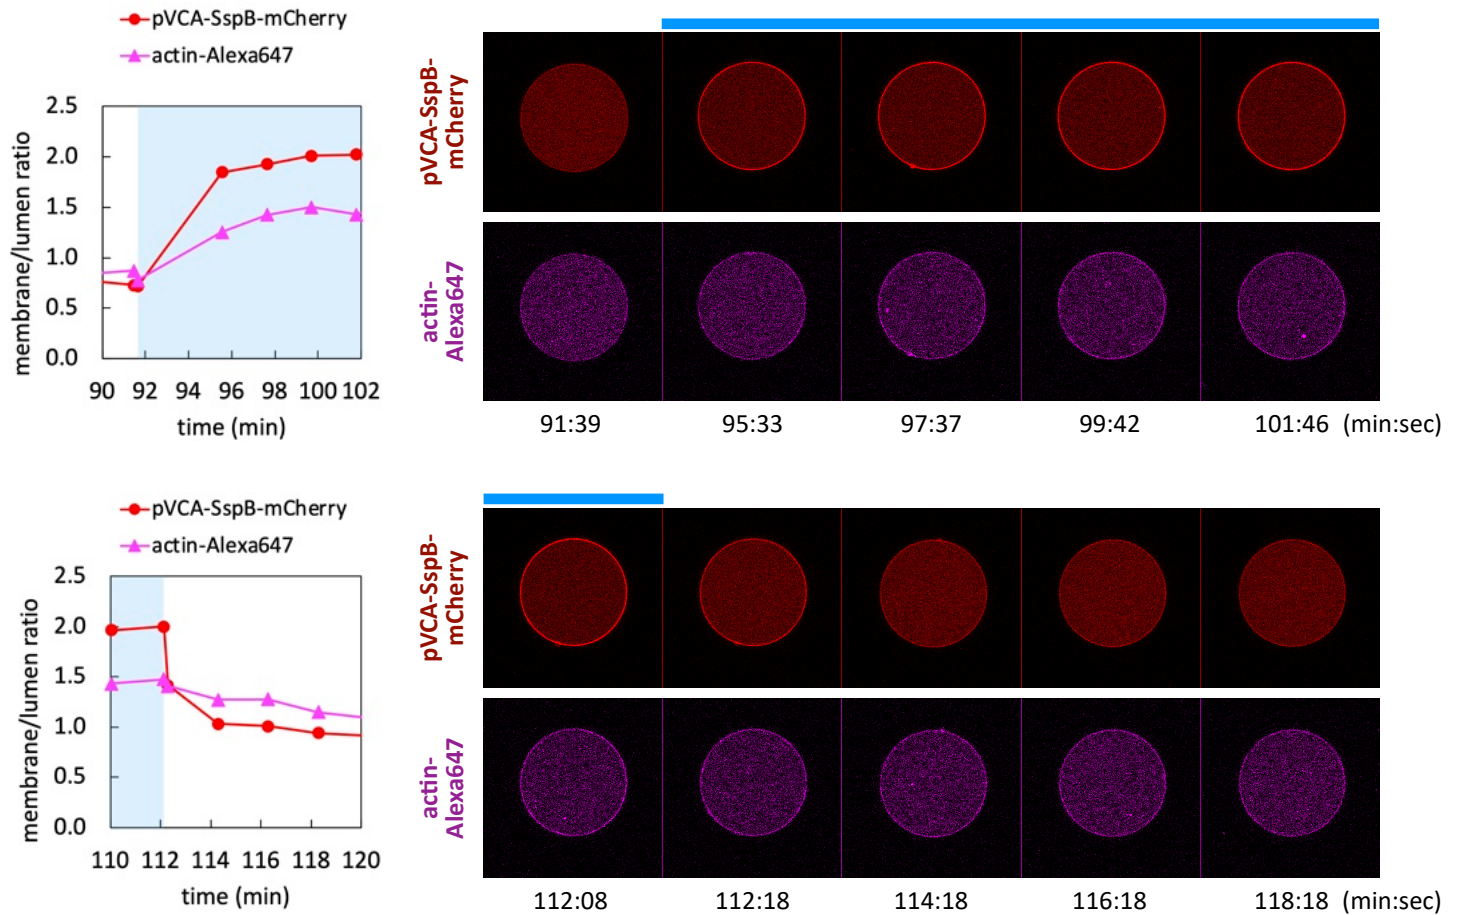 pVCA-SspB-mCherry
actin-Alexa647
membrane/lumen ratio
2.5
2.0
1.5
1.0
0.5
0.0
90 92 94 96 98 100 102
time (min)
pVCA-SspB-
mCherry
actin-
Alexa647
91:39 95:33 97:37 99:42 101:46 (min:sec)
pVCA-SspB-mCherry
actin-Alexa647
membrane/lumen ratio
2.5
2.0
1.5
1.0
0.5
0.0
110 112 114 116 118 120
time (min)
pVCA-SspB-
mCherry
actin-
Alexa647
112:08 112:18 114:18 116:18 118:18 (min:sec)